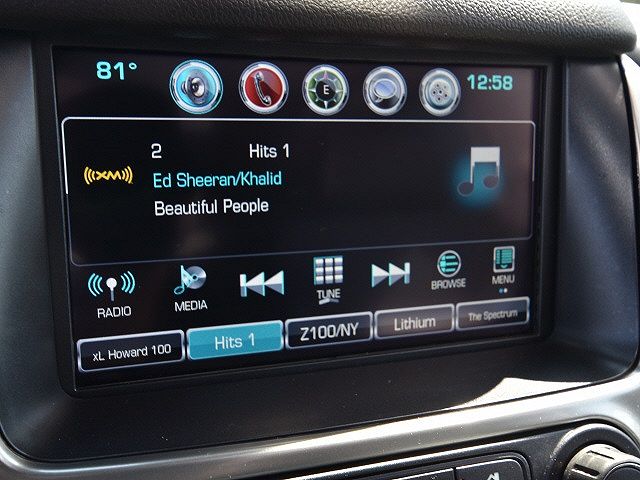 81° E 12:58
2 Hits 1
XM
Ed Sheeran/Khalid
Beautiful People
RADIO MEDIA TUNE BROWSE MENU
xL Howard 100 Hits 1 Z100/NY Lithium The Spectrum